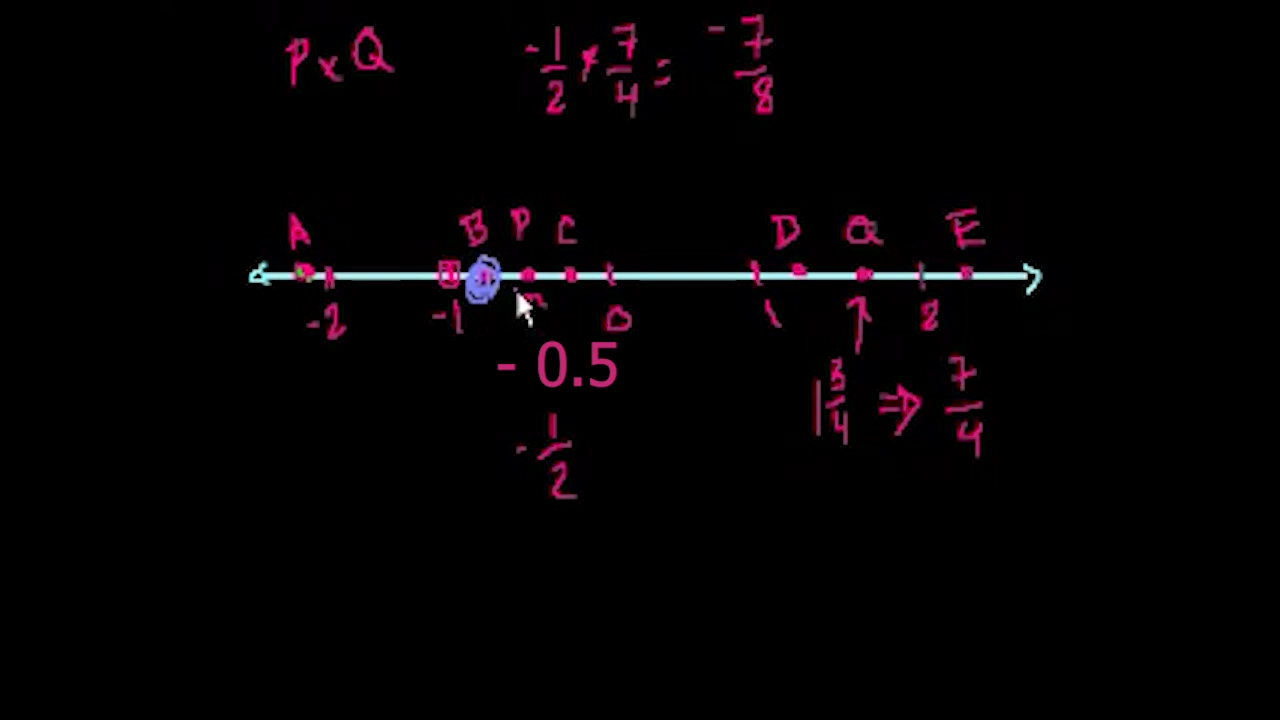 P x Q -1/2 * 7/4 = -7/8
A B P C D Q E
-2 -1 0 1 2
- 0.5
1 3/4 ⇒ 7/4
-1/2